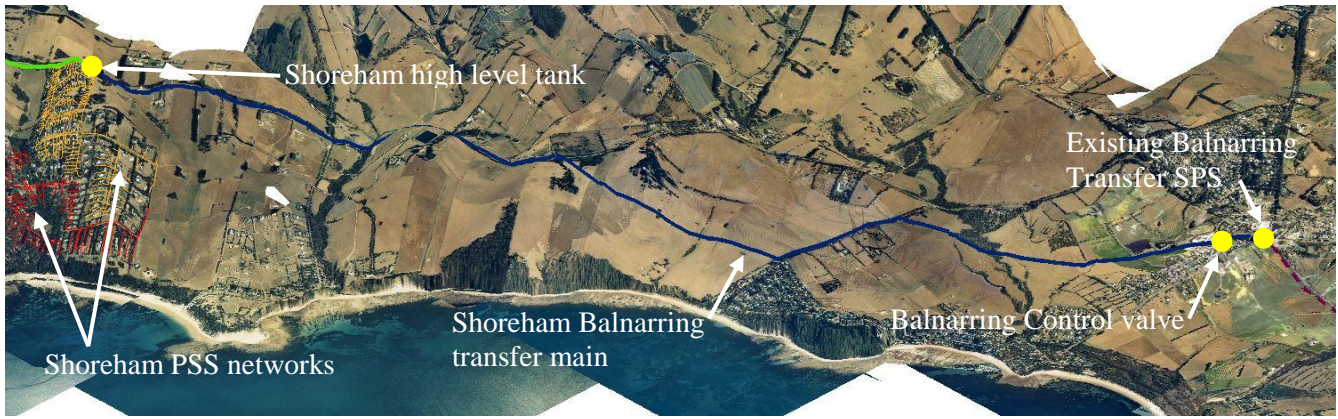 Shoreham high level tank
Existing Balnarring
Transfer SPS
Shoreham Balnarring
transfer main
Balnarring Control valve
Shoreham PSS networks